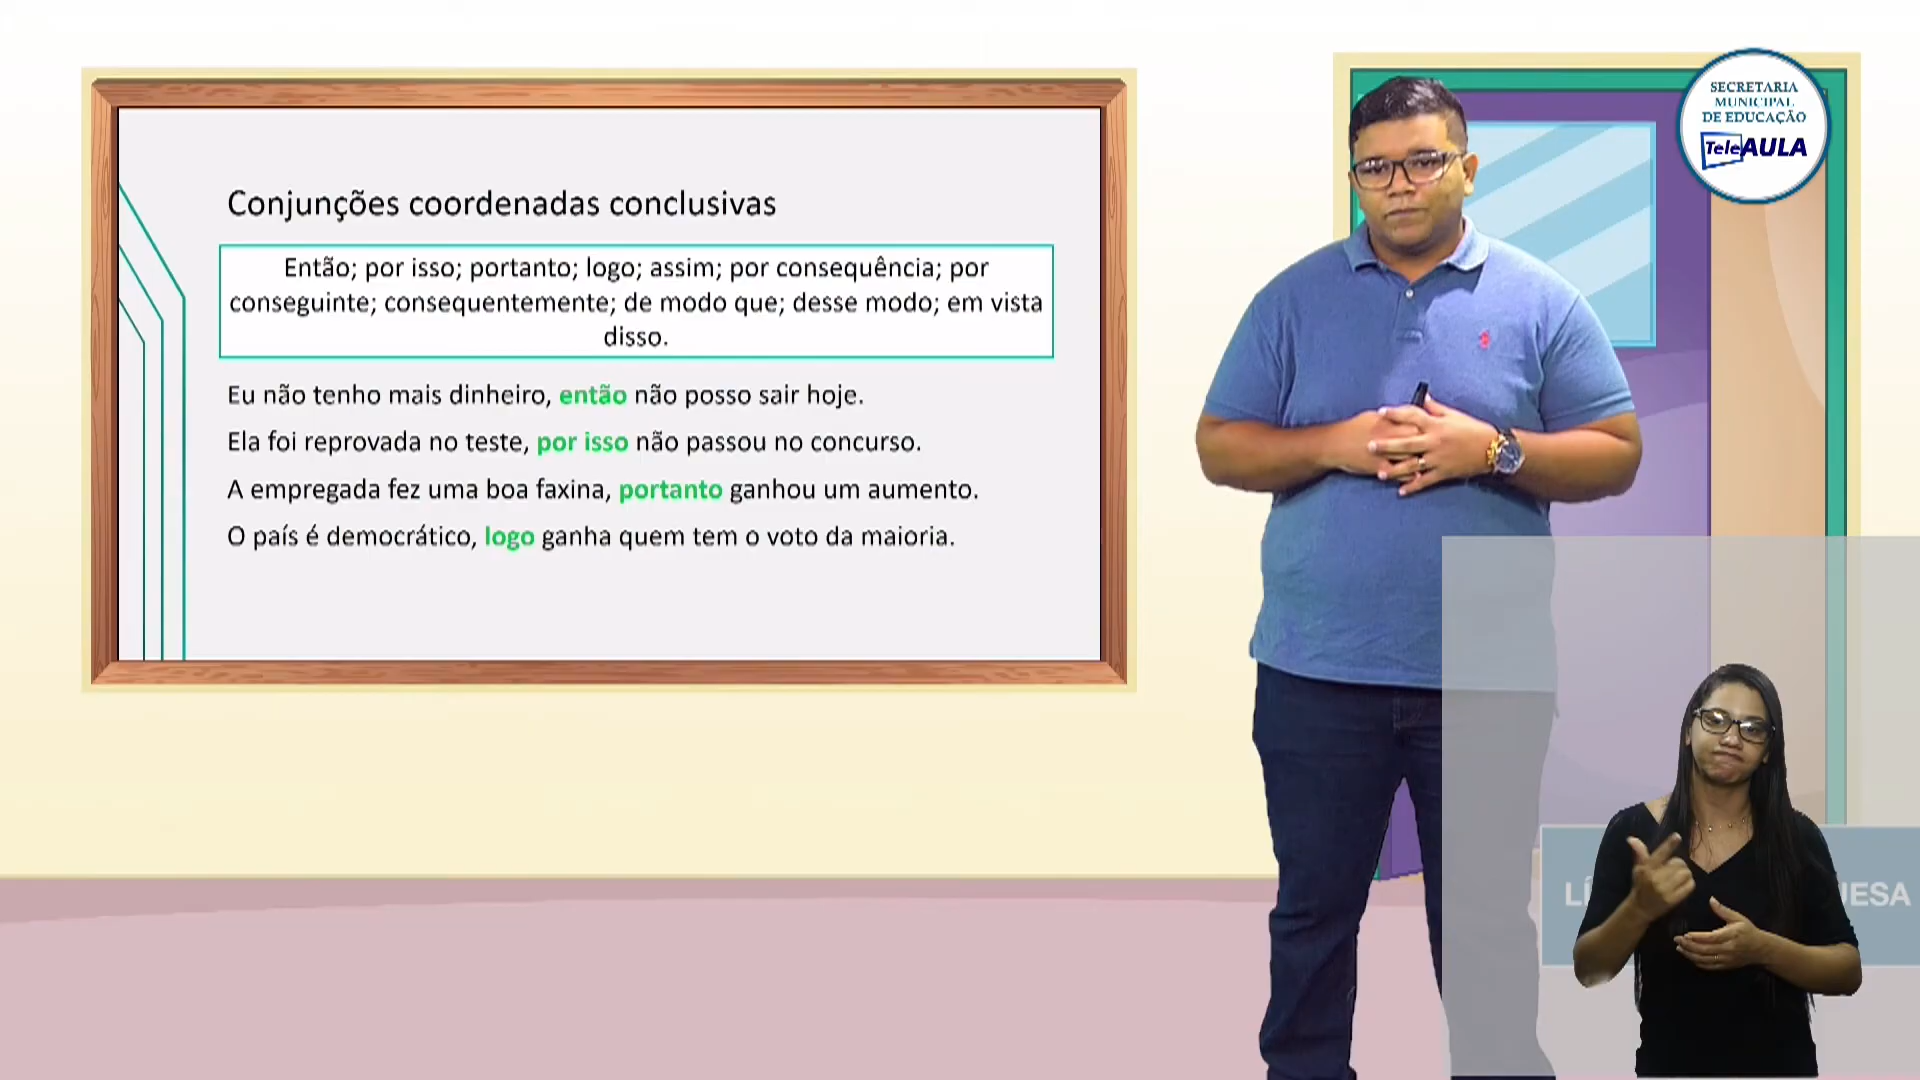 Conjunções coordenadas conclusivas
Então; por isso; portanto; logo; assim; por consequência; por
conseguinte; consequentemente; de modo que; desse modo; em vista
disso.
Eu não tenho mais dinheiro, então não posso sair hoje.
Ela foi reprovada no teste, por isso não passou no concurso.
A empregada fez uma boa faxina, portanto ganhou um aumento.
O país é democrático, logo ganha quem tem o voto da maioria.
SECRETARIA
MUNICIPAL
DE EDUCAÇÃO
TeleAULA